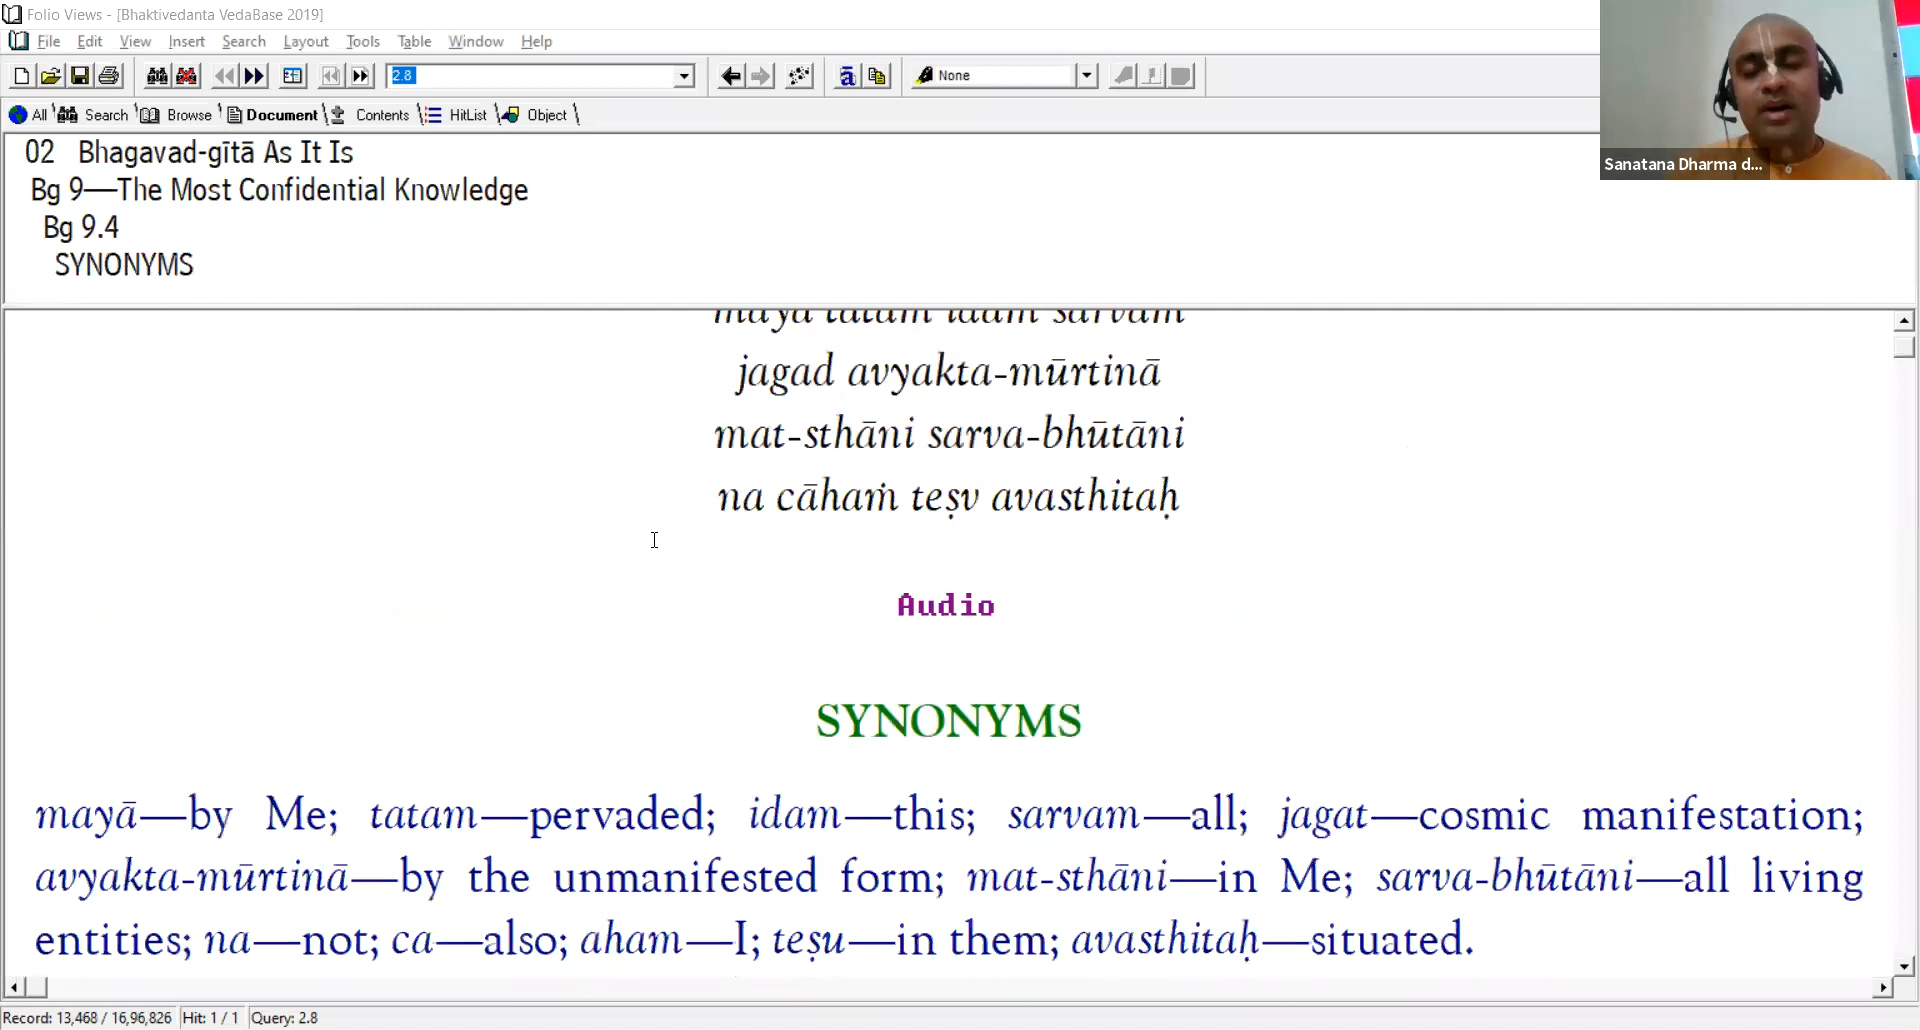 Folio Views - [Bhaktivedanta VedaBase 2019]
File Edit View Insert Search Layout Tools Table Window Help
2.8 None
All Search Browse Document Contents HitList Object
02 Bhagavad-gītā As It Is
Bg 9—The Most Confidential Knowledge
Bg 9.4
SYNONYMS
Sanatana Dharma d...
mayā tatam idam sarvam
jagad avyakta-mūrtinā
mat-sthāni sarva-bhūtāni
na cāhaṁ teṣv avasthitaḥ
Audio
SYNONYMS
mayā—by Me; tatam—pervaded; idam—this; sarvam—all; jagat—cosmic manifestation;
avyakta-mūrtinā—by the unmanifested form; mat-sthāni—in Me; sarva-bhūtāni—all living
entities; na—not; ca—also; aham—I; teṣu—in them; avasthitaḥ—situated.
Record: 13,468 / 16,96,826 Hit: 1 / 1 Query: 2.8